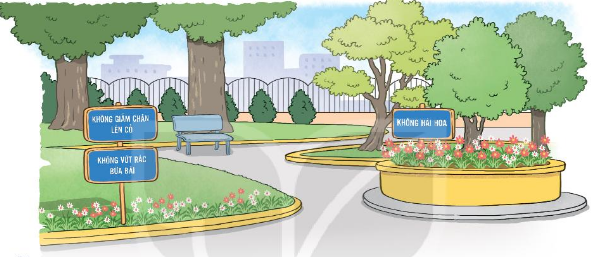 KHÔNG GIẪM CHÂN
LÊN CỎ
KHÔNG VỨT RÁC
BỪA BÃI
KHÔNG HÁI HOA